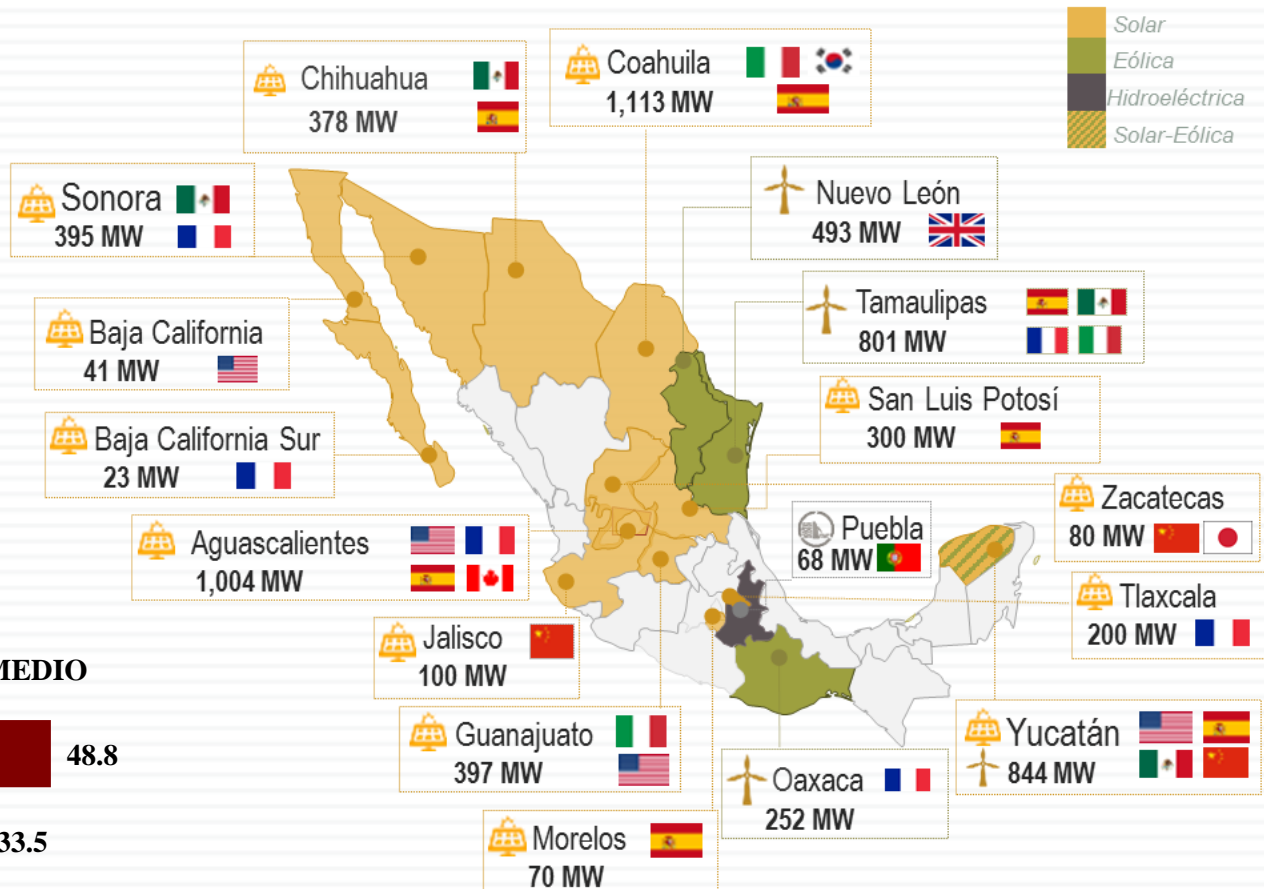 Solar
Eólica
Hidroeléctrica
Solar-Eólica
Chihuahua
378 MW
Coahuila
1,113 MW
Sonora
395 MW
Nuevo León
493 MW
Baja California
41 MW
Tamaulipas
801 MW
Baja California Sur
23 MW
San Luis Potosí
300 MW
Aguascalientes
1,004 MW
Puebla
68 MW
Zacatecas
80 MW
Tlaxcala
200 MW
Jalisco
100 MW
Guanajuato
397 MW
Yucatán
844 MW
Oaxaca
252 MW
Morelos
70 MW
MEDIO
48.8
33.5